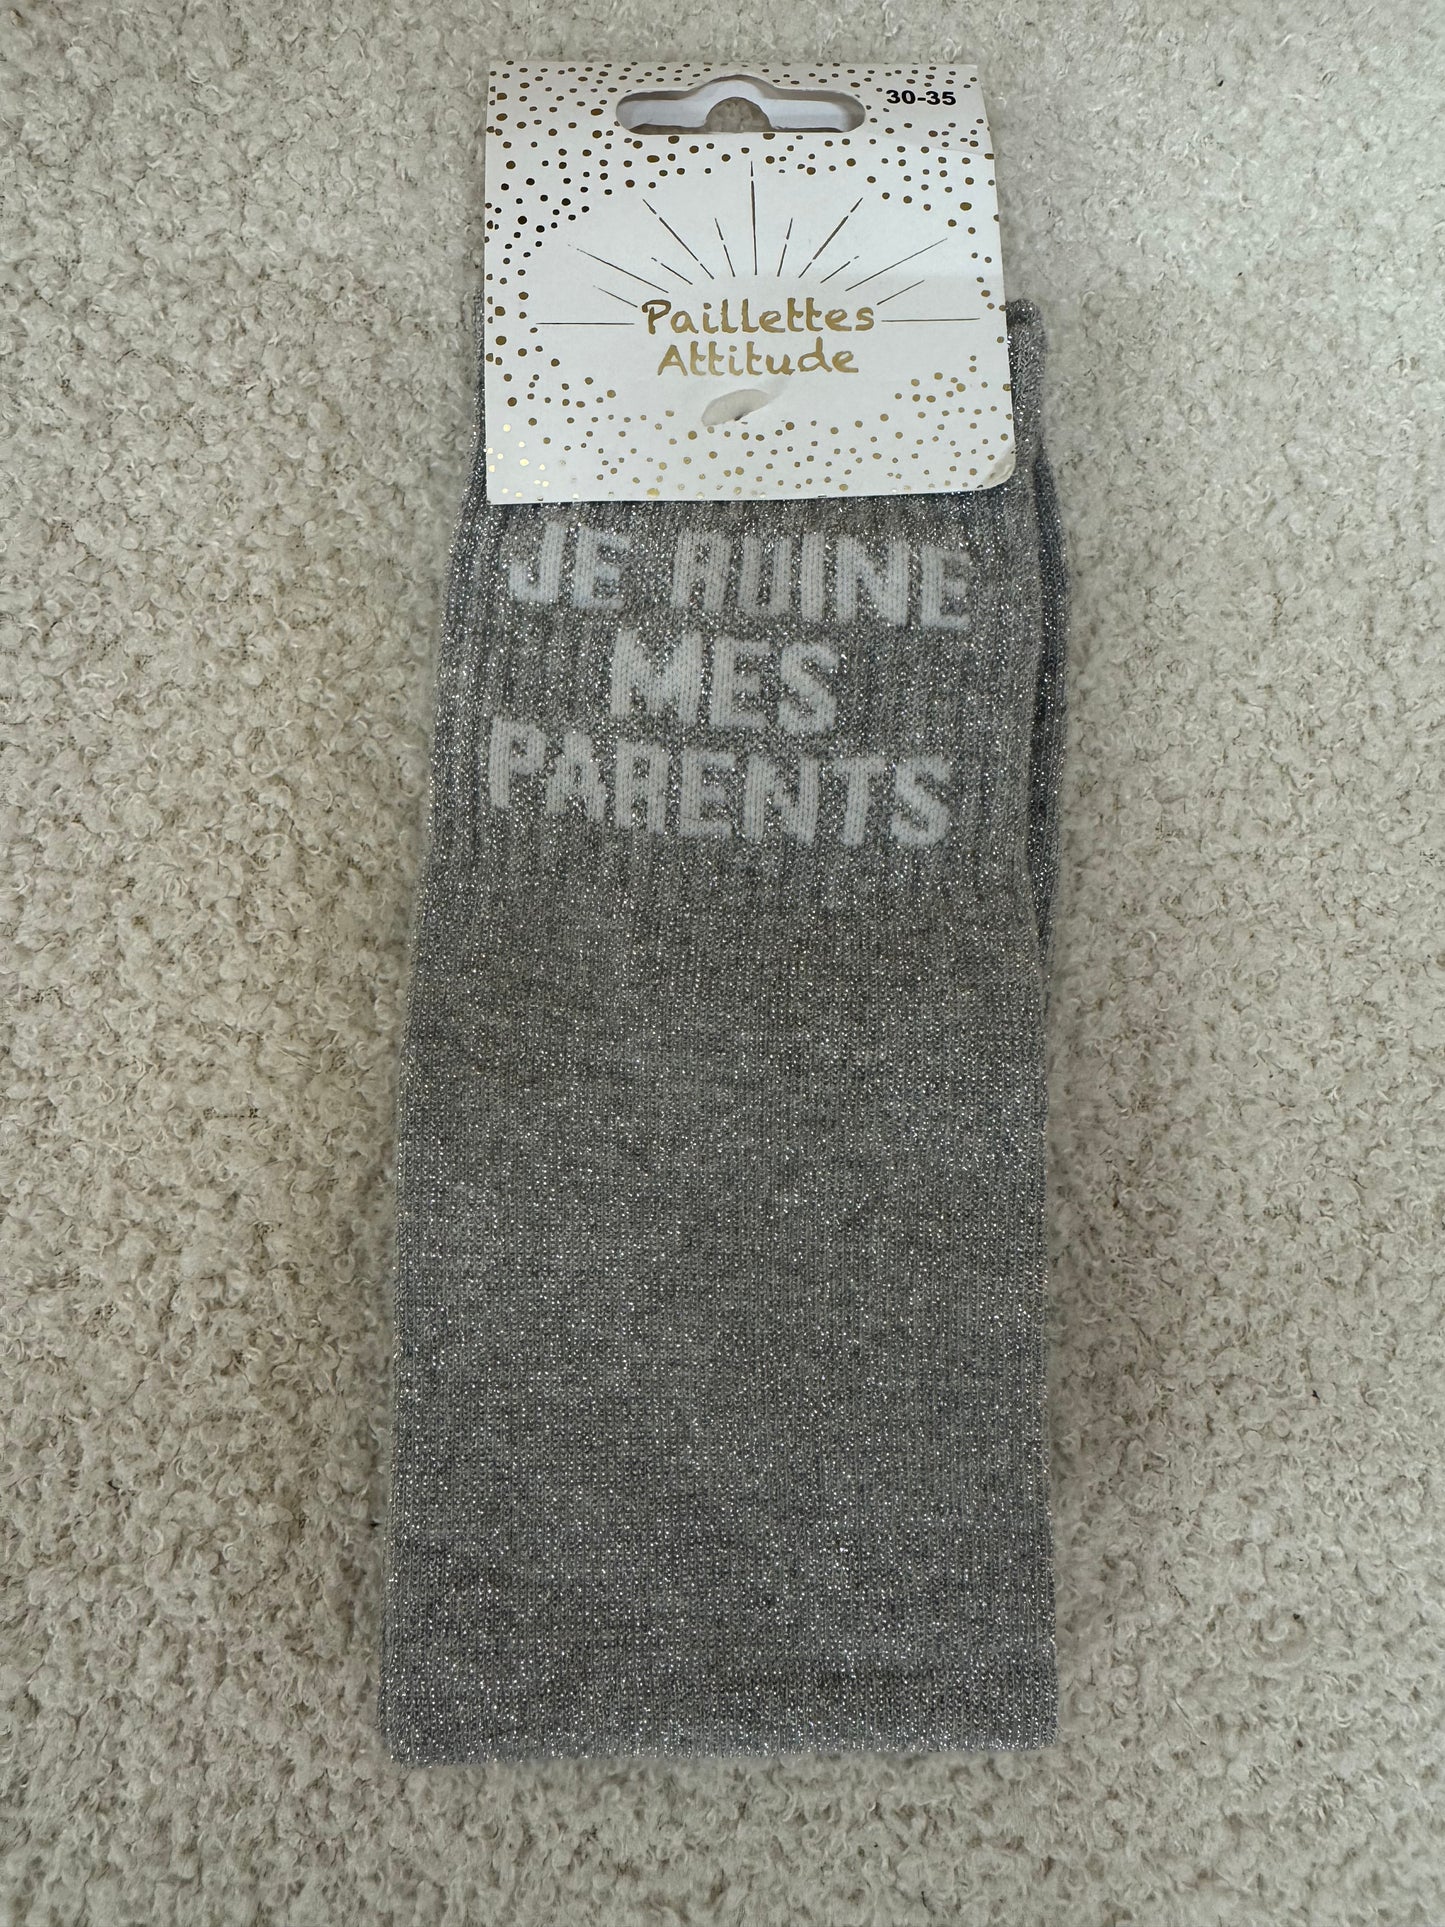 30-35
Paillettes
Attitude
JE RUINE
MES
PARENTS